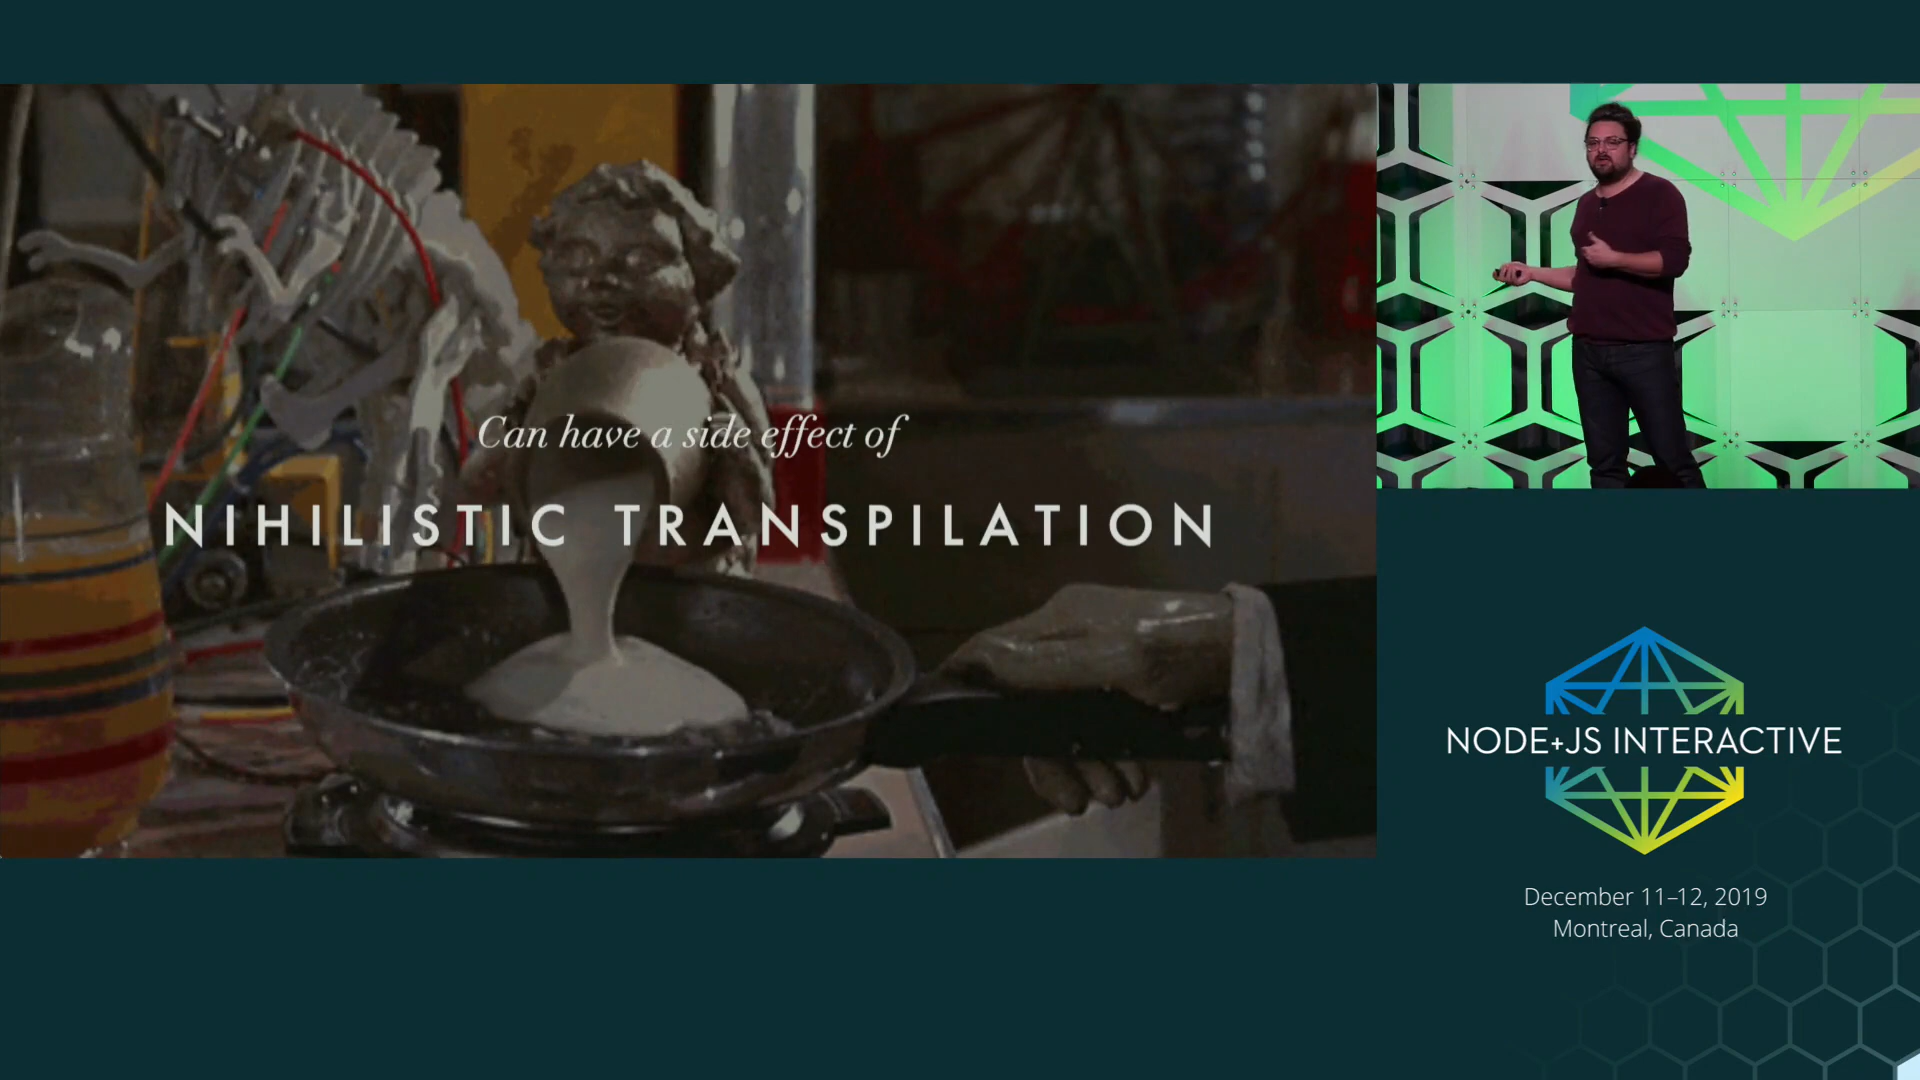 Can have a side effect of
NIHILISTIC TRANSPILATION
NODE+JS INTERACTIVE
December 11–12, 2019
Montreal, Canada